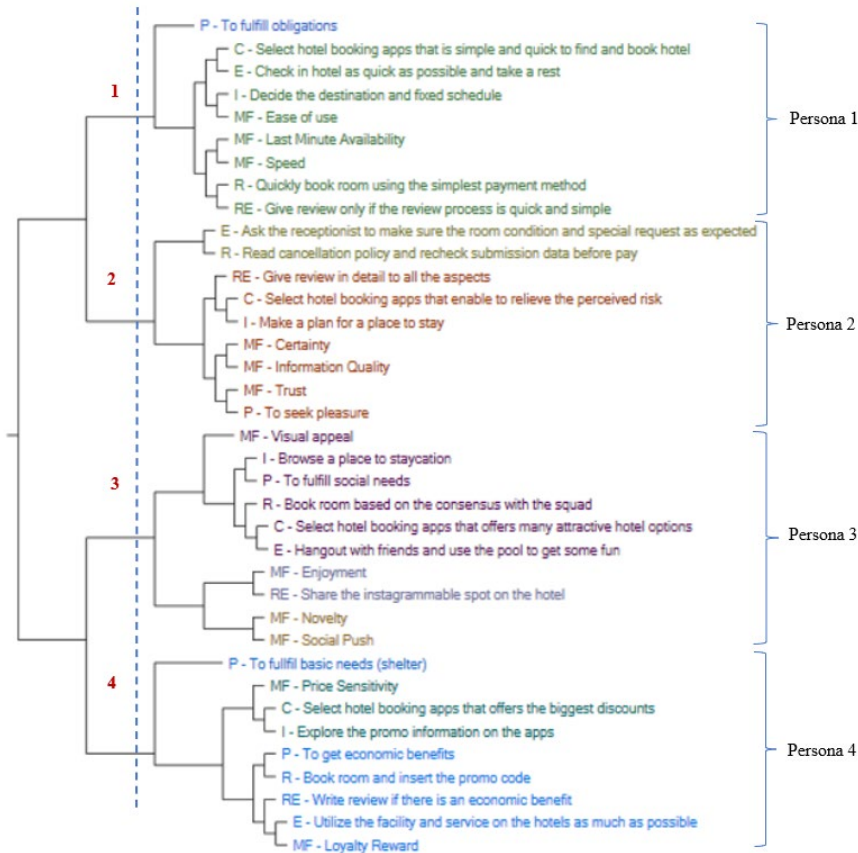 P - To fulfill obligations
C - Select hotel booking apps that is simple and quick to find and book hotel
E - Check in hotel as quick as possible and take a rest
1
I - Decide the destination and fixed schedule
MF - Ease of use
Persona 1
MF - Last Minute Availability
MF - Speed
R - Quickly book room using the simplest payment method
RE - Give review only if the review process is quick and simple
E - Ask the receptionist to make sure the room condition and special request as expected
R - Read cancellation policy and recheck submission data before pay
2
RE - Give review in detail to all the aspects
C - Select hotel booking apps that enable to relieve the perceived risk
I - Make a plan for a place to stay
Persona 2
MF - Certainty
MF - Information Quality
MF - Trust
P - To seek pleasure
MF - Visual appeal
I - Browse a place to staycation
3
P - To fulfill social needs
R - Book room based on the consensus with the squad
C - Select hotel booking apps that offers many attractive hotel options
Persona 3
E - Hangout with friends and use the pool to get some fun
MF - Enjoyment
RE - Share the instagrammable spot on the hotel
MF - Novelty
MF - Social Push
P - To fullfil basic needs (shelter)
4
MF - Price Sensitivity
C - Select hotel booking apps that offers the biggest discounts
I - Explore the promo information on the apps
P - To get economic benefits
Persona 4
R - Book room and insert the promo code
RE - Write review if there is an economic benefit
E - Utilize the facility and service on the hotels as much as possible
MF - Loyalty Reward